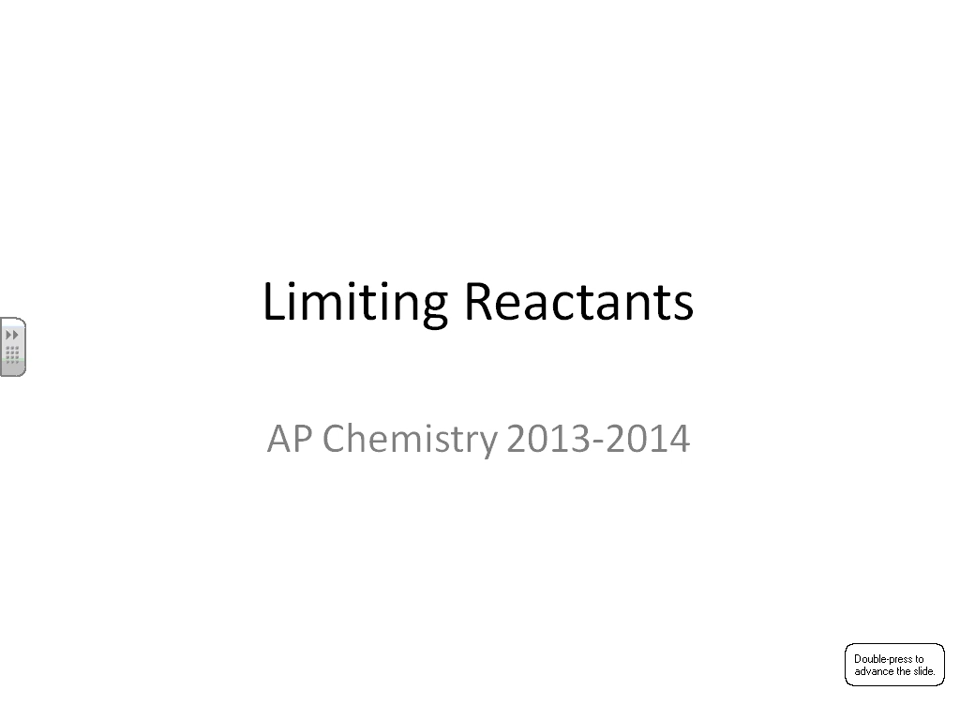 Limiting Reactants
AP Chemistry 2013-2014
Double-press to
advance the slide.